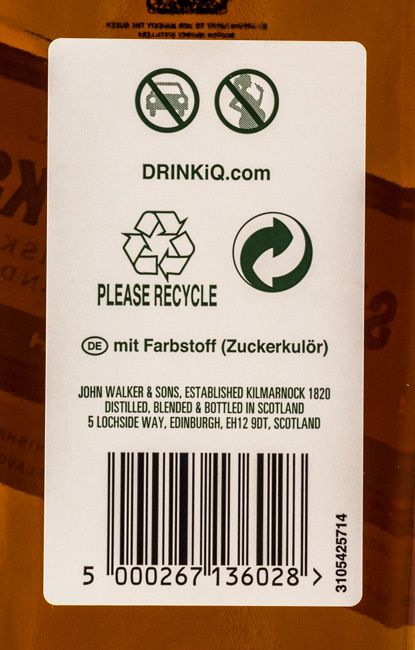 DRINKiQ.com
PLEASE RECYCLE
DE mit Farbstoff (Zuckerkulör)
JOHN WALKER & SONS, ESTABLISHED KILMARNOCK 1820
DISTILLED, BLENDED & BOTTLED IN SCOTLAND
5 LOCHSIDE WAY, EDINBURGH, EH12 9DT, SCOTLAND
5 000267 136028 >
3105425714